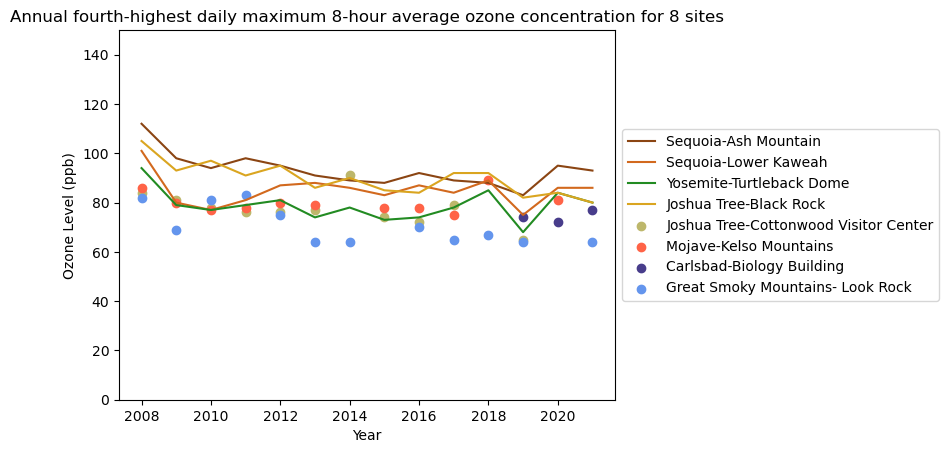 Annual fourth-highest daily maximum 8-hour average ozone concentration for 8 sites
140
120
100
80
60
40
20
0
Ozone Level (ppb)
2008 2010 2012 2014 2016 2018 2020
Year
Sequoia-Ash Mountain
Sequoia-Lower Kaweah
Yosemite-Turtleback Dome
Joshua Tree-Black Rock
Joshua Tree-Cottonwood Visitor Center
Mojave-Kelso Mountains
Carlsbad-Biology Building
Great Smoky Mountains- Look Rock